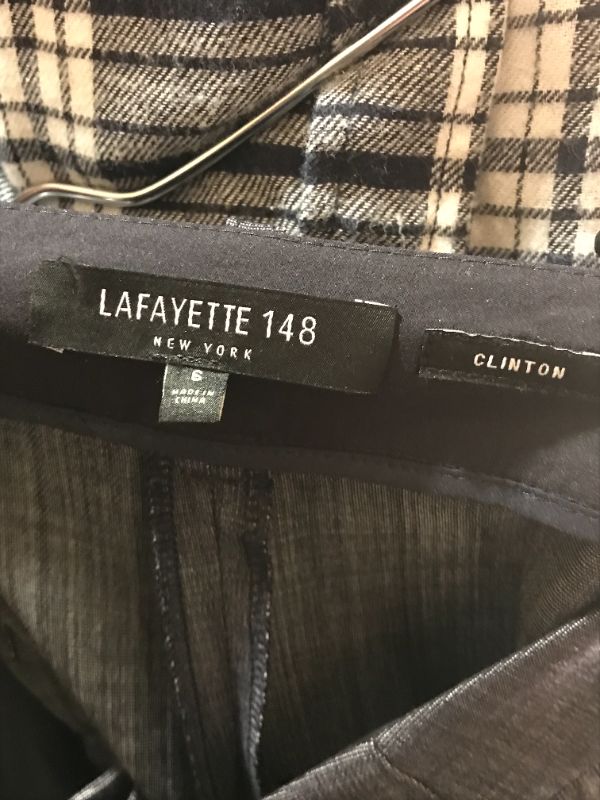 LAFAYETTE 148
NEW YORK
6
MADE IN
CHINA
CLINTON